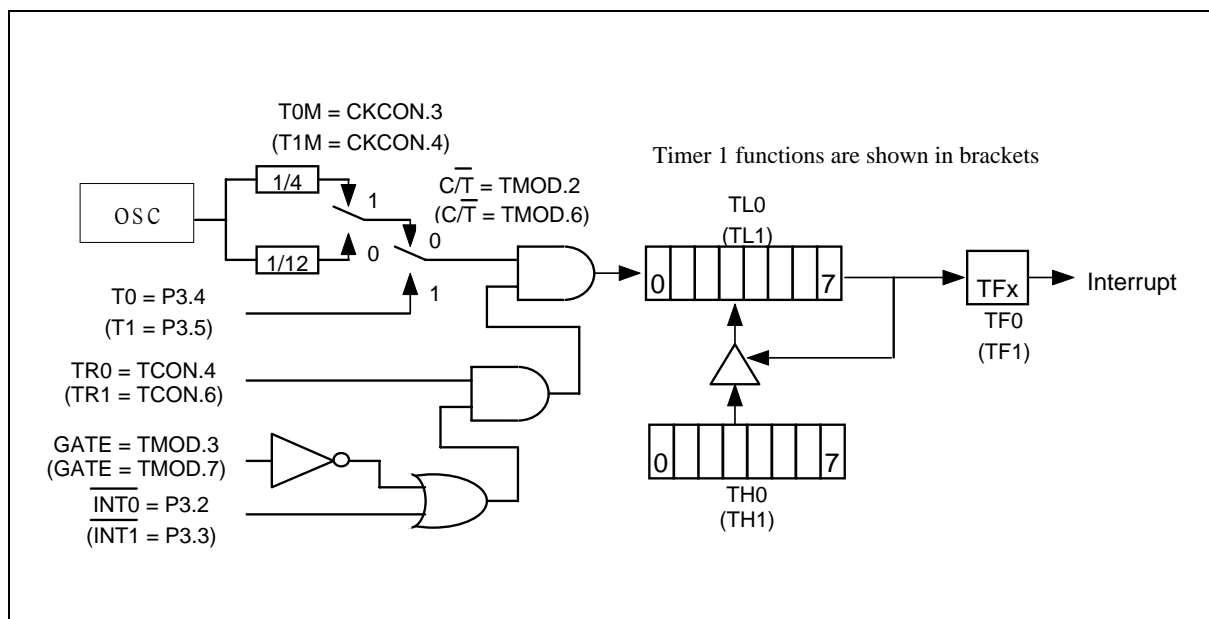 T0M = CKCON.3
(T1M = CKCON.4)
Timer 1 functions are shown in brackets
1/4
C/T̅ = TMOD.2
(C/T̅ = TMOD.6)
1
TL0
(TL1)
OSC
0
1/12
0
1
0 7
TFx
Interrupt
T0 = P3.4
(T1 = P3.5)
TF0
(TF1)
TR0 = TCON.4
(TR1 = TCON.6)
GATE = TMOD.3
(GATE = TMOD.7)
0 7
I̅N̅T̅0̅ = P3.2
(I̅N̅T̅1̅ = P3.3)
TH0
(TH1)